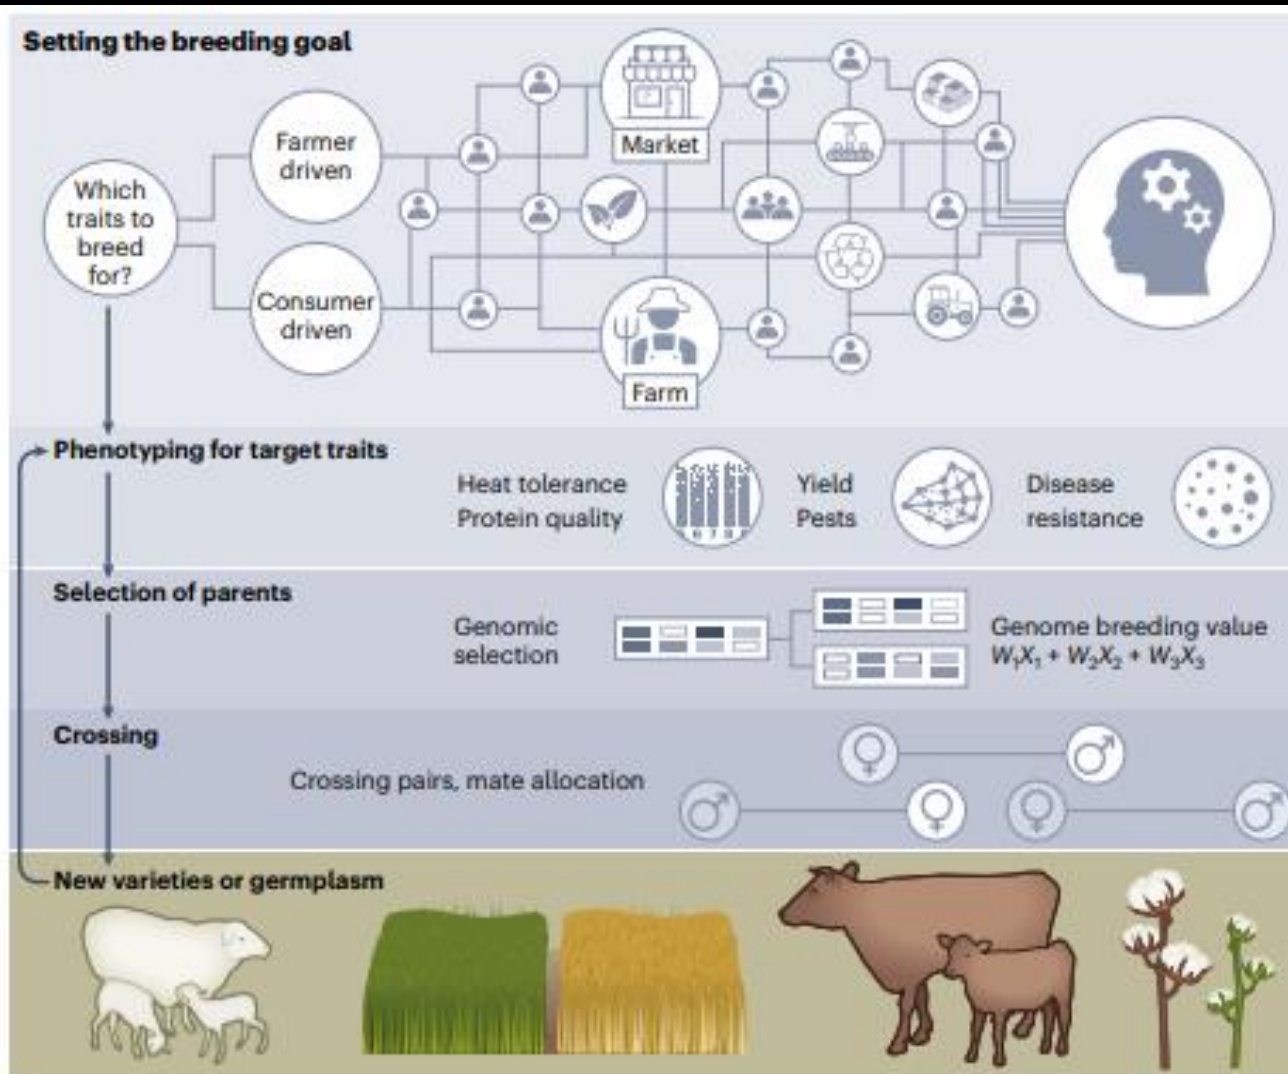 Setting the breeding goal
Which
traits to
breed
for?
Farmer
driven
Consumer
driven
Market
Farm
Phenotyping for target traits
Heat tolerance
Protein quality
Yield
Pests
Disease
resistance
Selection of parents
Genomic
selection
Genome breeding value
W₁X₁ + W₂X₂ + W₃X₃
Crossing
Crossing pairs, mate allocation
New varieties or germplasm